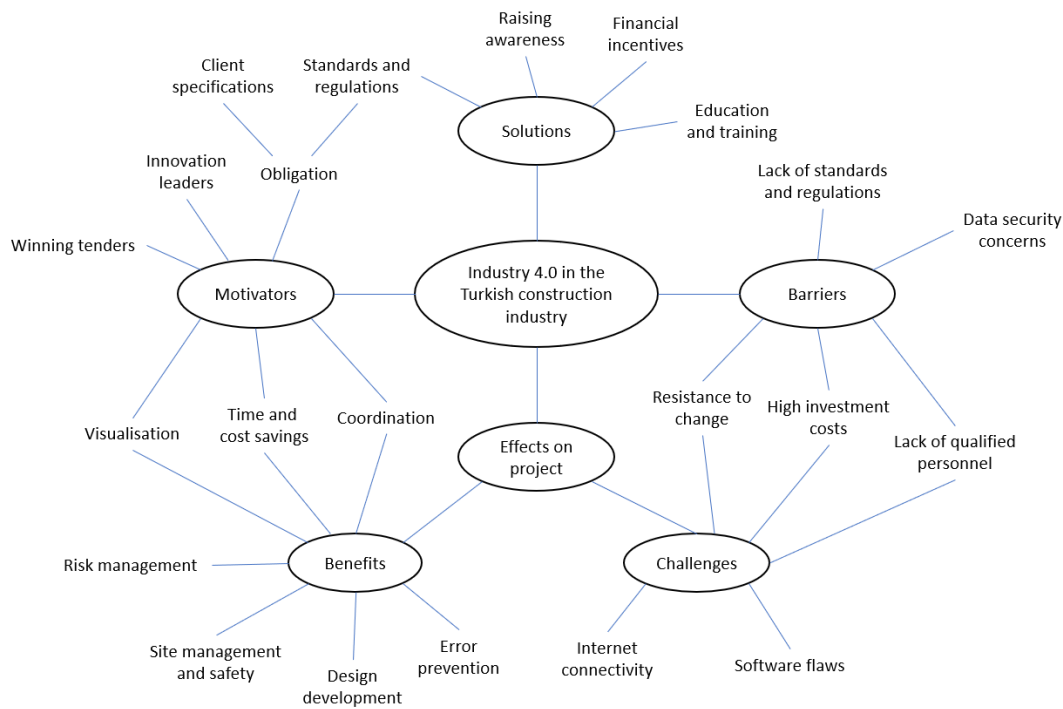 Raising
awareness
Financial
incentives
Client
specifications
Standards and
regulations
Solutions
Education
and training
Innovation
leaders
Obligation
Lack of standards
and regulations
Winning tenders
Data security
concerns
Motivators
Industry 4.0 in the
Turkish construction
industry
Barriers
Visualisation
Time and
cost savings
Coordination
Effects on
project
Resistance to
change
High investment
costs
Lack of qualified
personnel
Risk management
Benefits
Challenges
Site management
and safety
Design
development
Error
prevention
Internet
connectivity
Software flaws